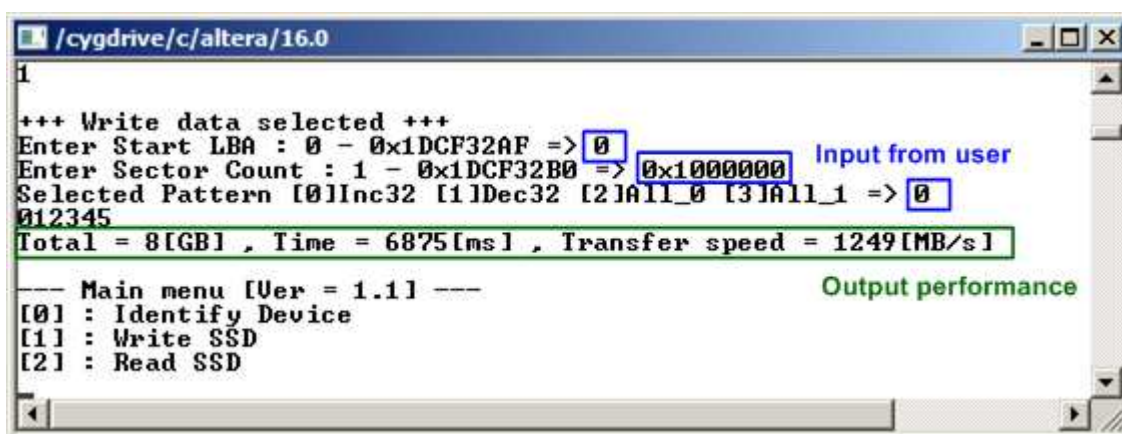 /cygdrive/c/altera/16.0
1
+++ Write data selected +++
Enter Start LBA : 0 - 0x1DCF32AF => 0
Enter Sector Count : 1 - 0x1DCF32B0 => 0x1000000
Input from user
Selected Pattern [0]Inc32 [1]Dec32 [2]All_0 [3]All_1 => 0
012345
Total = 8[GB] , Time = 6875[ms] , Transfer speed = 1249[MB/s]
Output performance
--- Main menu [Ver = 1.1] ---
[0] : Identify Device
[1] : Write SSD
[2] : Read SSD